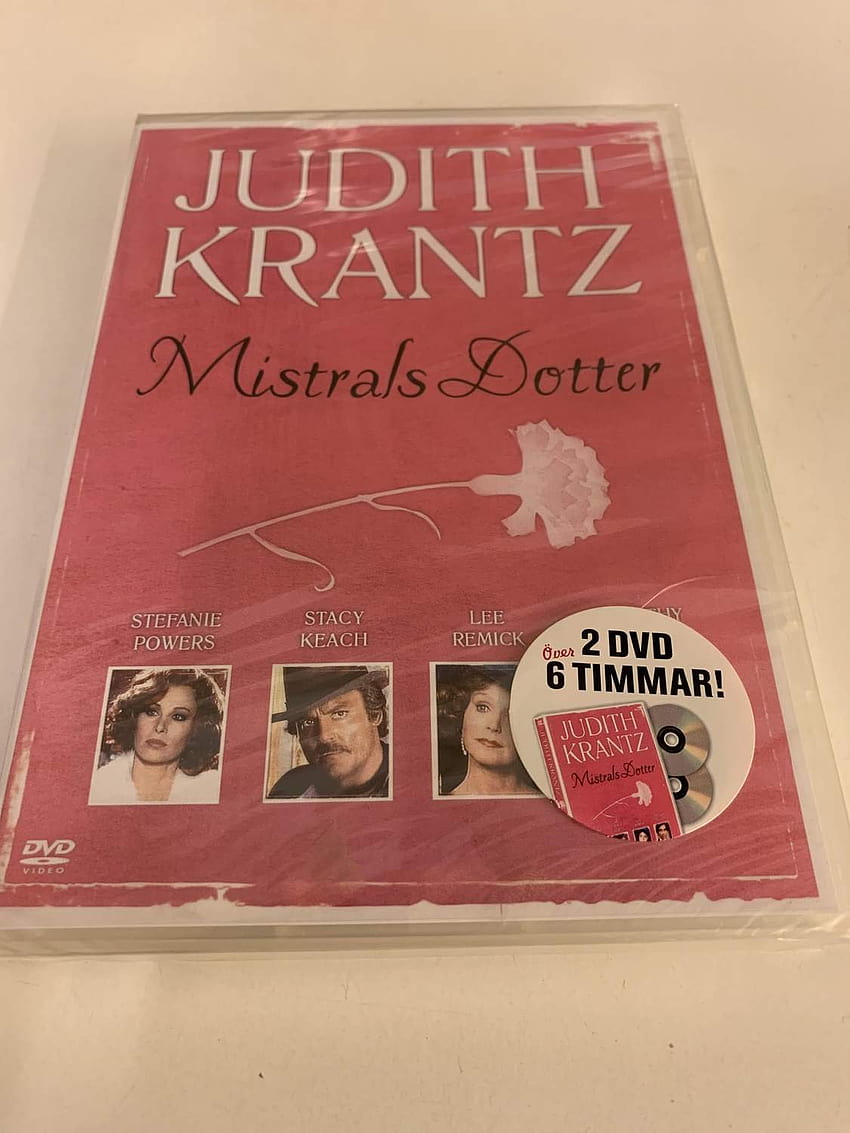 JUDITH
KRANTZ
Mistrals Dotter
STEFANIE
POWERS
STACY
KEACH
LEE
REMICK
Över 2 DVD
6 TIMMAR!
JUDITH
KRANTZ
Mistrals Dotter
DVD
VIDEO